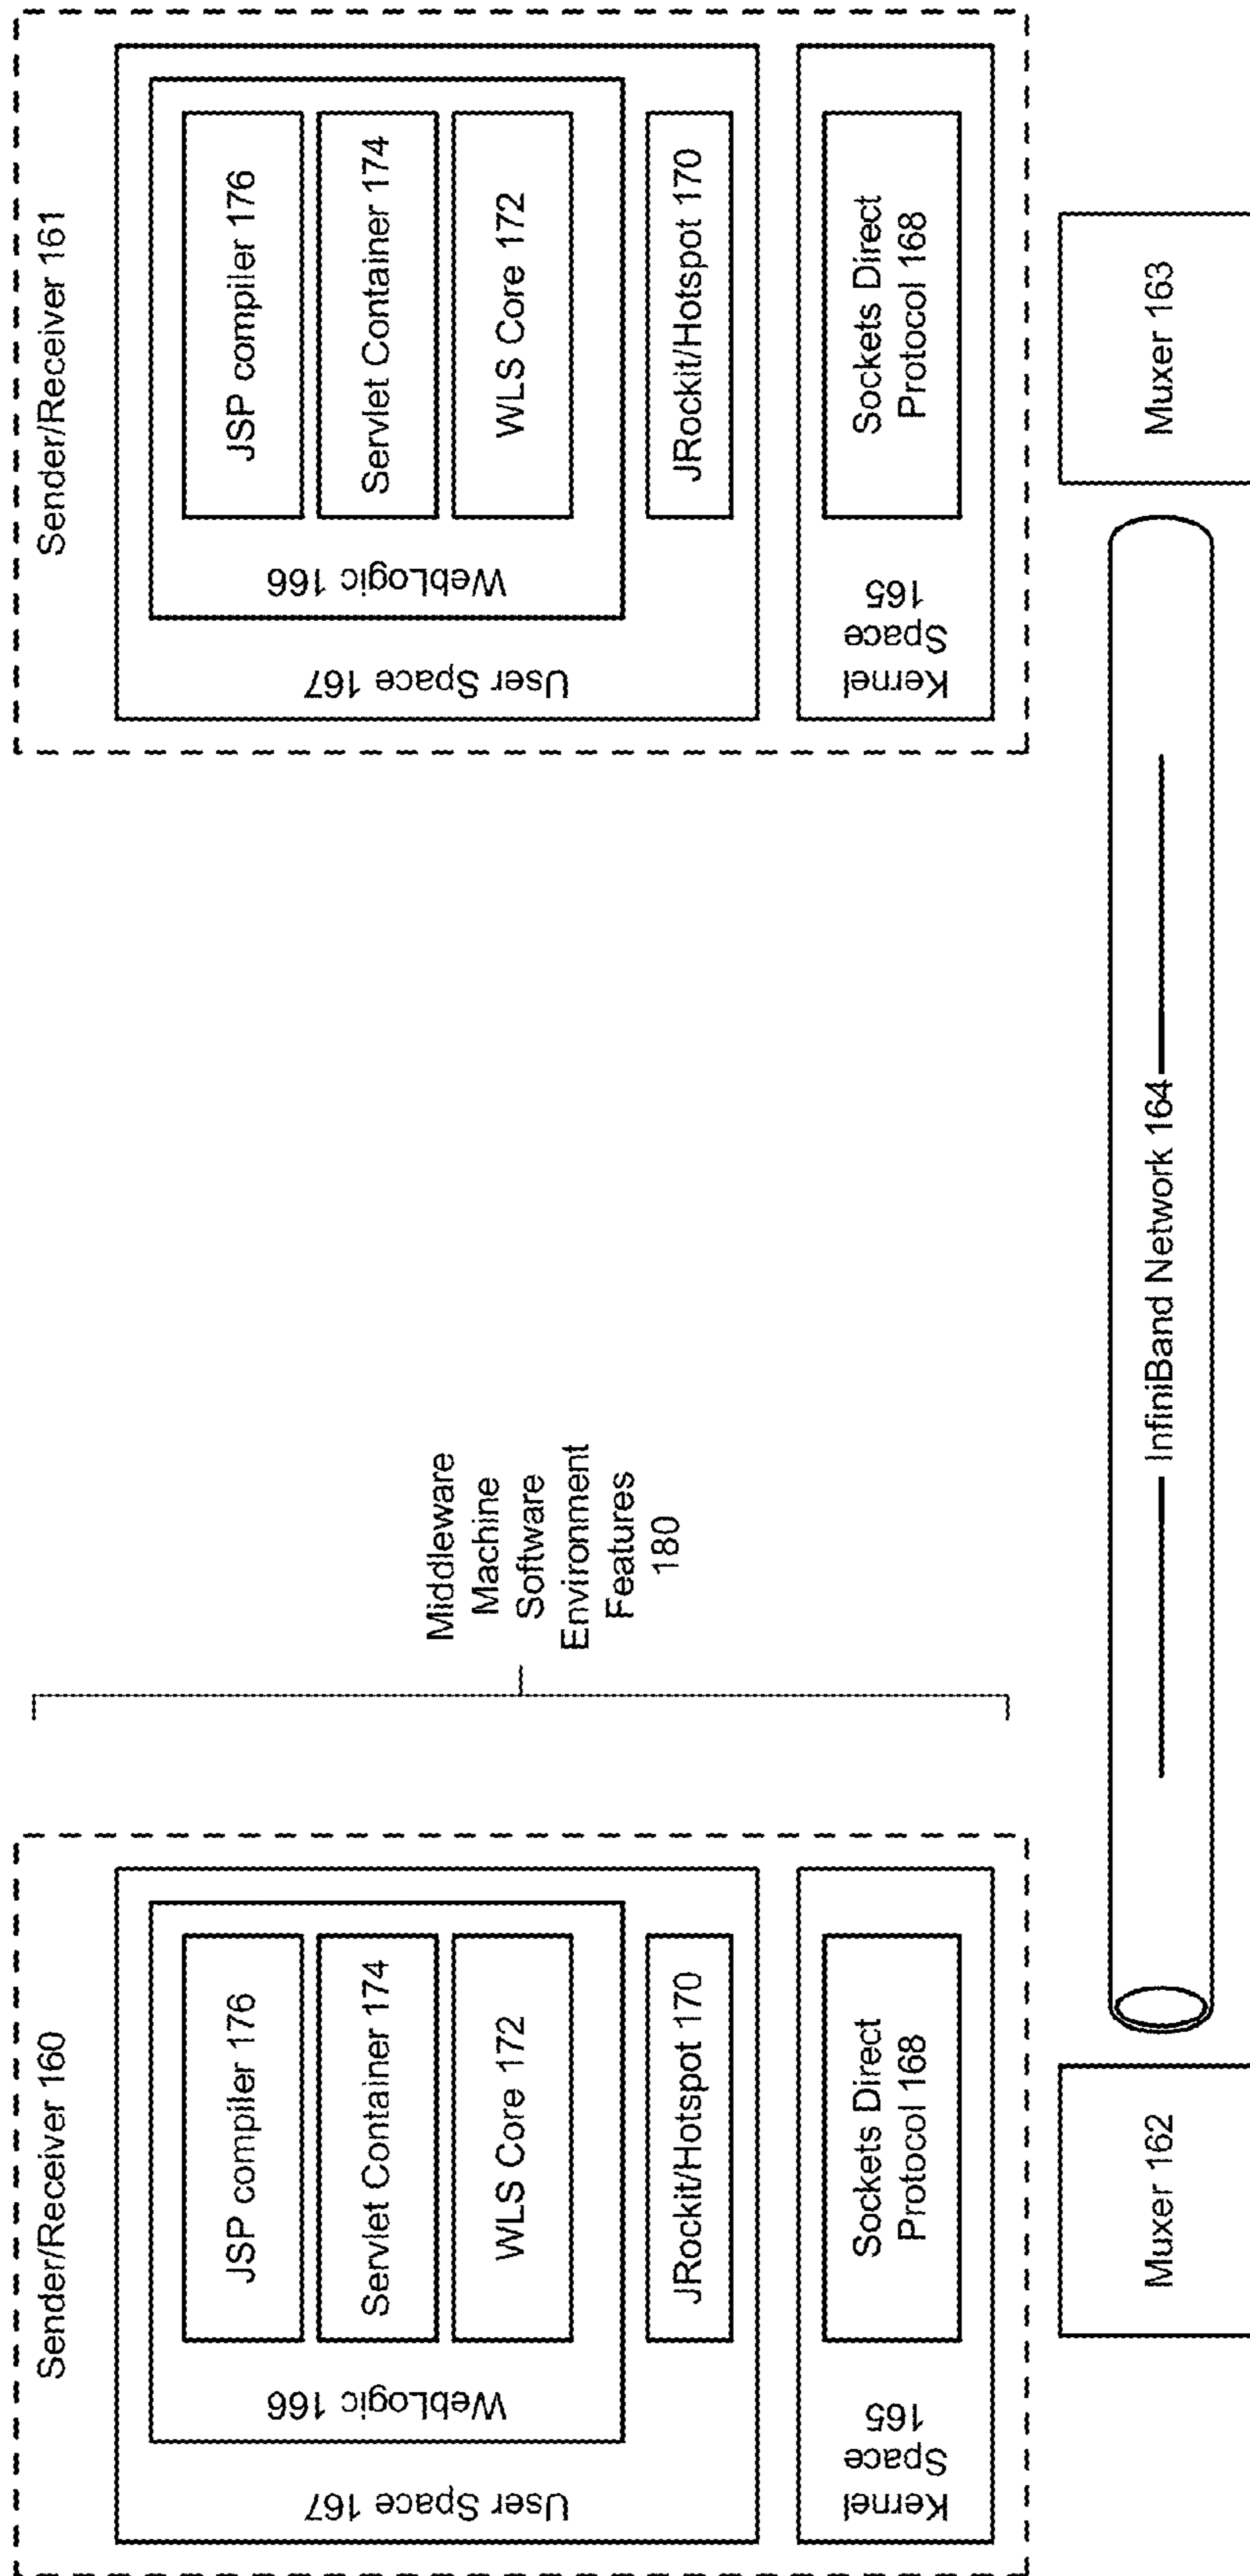 Sender/Receiver 160
User Space 167
WebLogic 166
JSP compiler 176
Servlet Container 174
WLS Core 172
JRockit/Hotspot 170
Kernel
Space
165
Sockets Direct
Protocol 168
Muxer 162
Middleware
Machine
Software
Environment
Features
180
InfiniBand Network 164
Sender/Receiver 161
User Space 167
WebLogic 166
JSP compiler 176
Servlet Container 174
WLS Core 172
JRockit/Hotspot 170
Kernel
Space
165
Sockets Direct
Protocol 168
Muxer 163